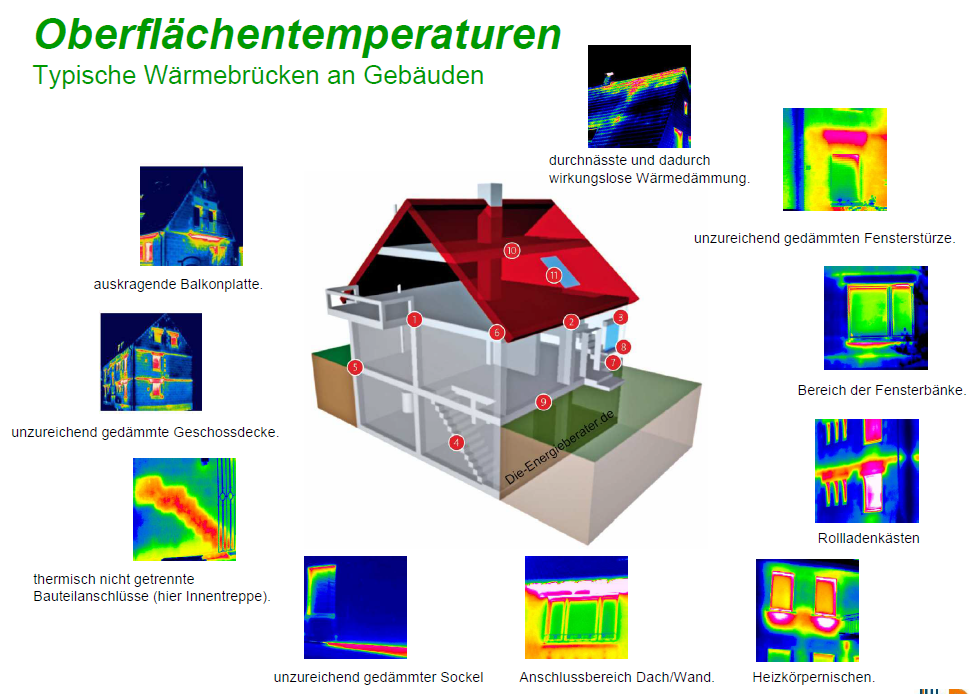 Oberflächentemperaturen
Typische Wärmebrücken an Gebäuden
durchnässte und dadurch
wirkungslose Wärmedämmung.
unzureichend gedämmten Fensterstürze.
auskragende Balkonplatte.
10
11
1
2
3
6
8
7
5
9
4
Die-Energieberater.de
Bereich der Fensterbänke.
unzureichend gedämmte Geschossdecke.
Rollladenkästen
thermisch nicht getrennte
Bauteilanschlüsse (hier Innentreppe).
unzureichend gedämmter Sockel
Anschlussbereich Dach/Wand.
Heizkörpernischen.